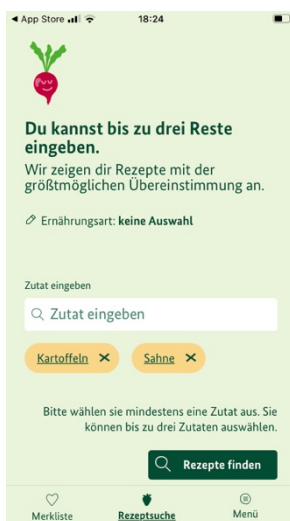 App Store 18:24
Du kannst bis zu drei Reste
eingeben.
Wir zeigen dir Rezepte mit der
größtmöglichen Übereinstimmung an.
Ernährungsart: keine Auswahl
Zutat eingeben
Zutat eingeben
Kartoffeln Sahne
Bitte wählen sie mindestens eine Zutat aus. Sie
können bis zu drei Zutaten auswählen.
Rezepte finden
Merkliste Rezeptsuche Menü